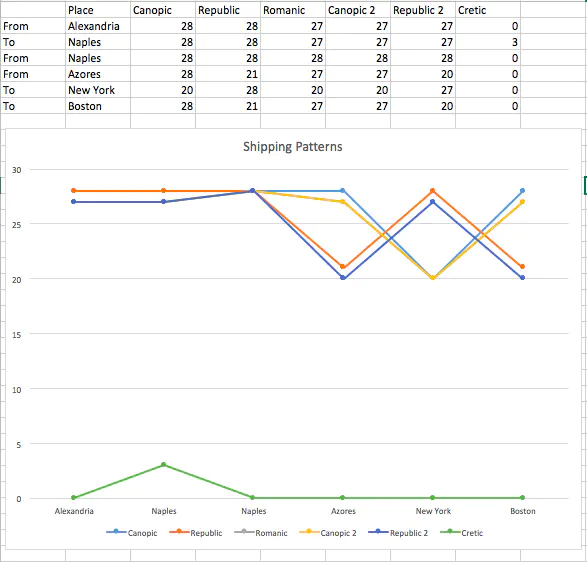 Place Canopic Republic Romanic Canopic 2 Republic 2 Cretic
From Alexandria 28 28 27 27 27 0
To Naples 28 28 27 27 27 3
From Naples 28 28 28 28 28 0
From Azores 28 21 27 27 20 0
To New York 20 28 20 20 27 0
To Boston 28 21 27 27 20 0
Shipping Patterns
30
25
20
15
10
5
0
Alexandria Naples Naples Azores New York Boston
Canopic Republic Romanic Canopic 2 Republic 2 Cretic